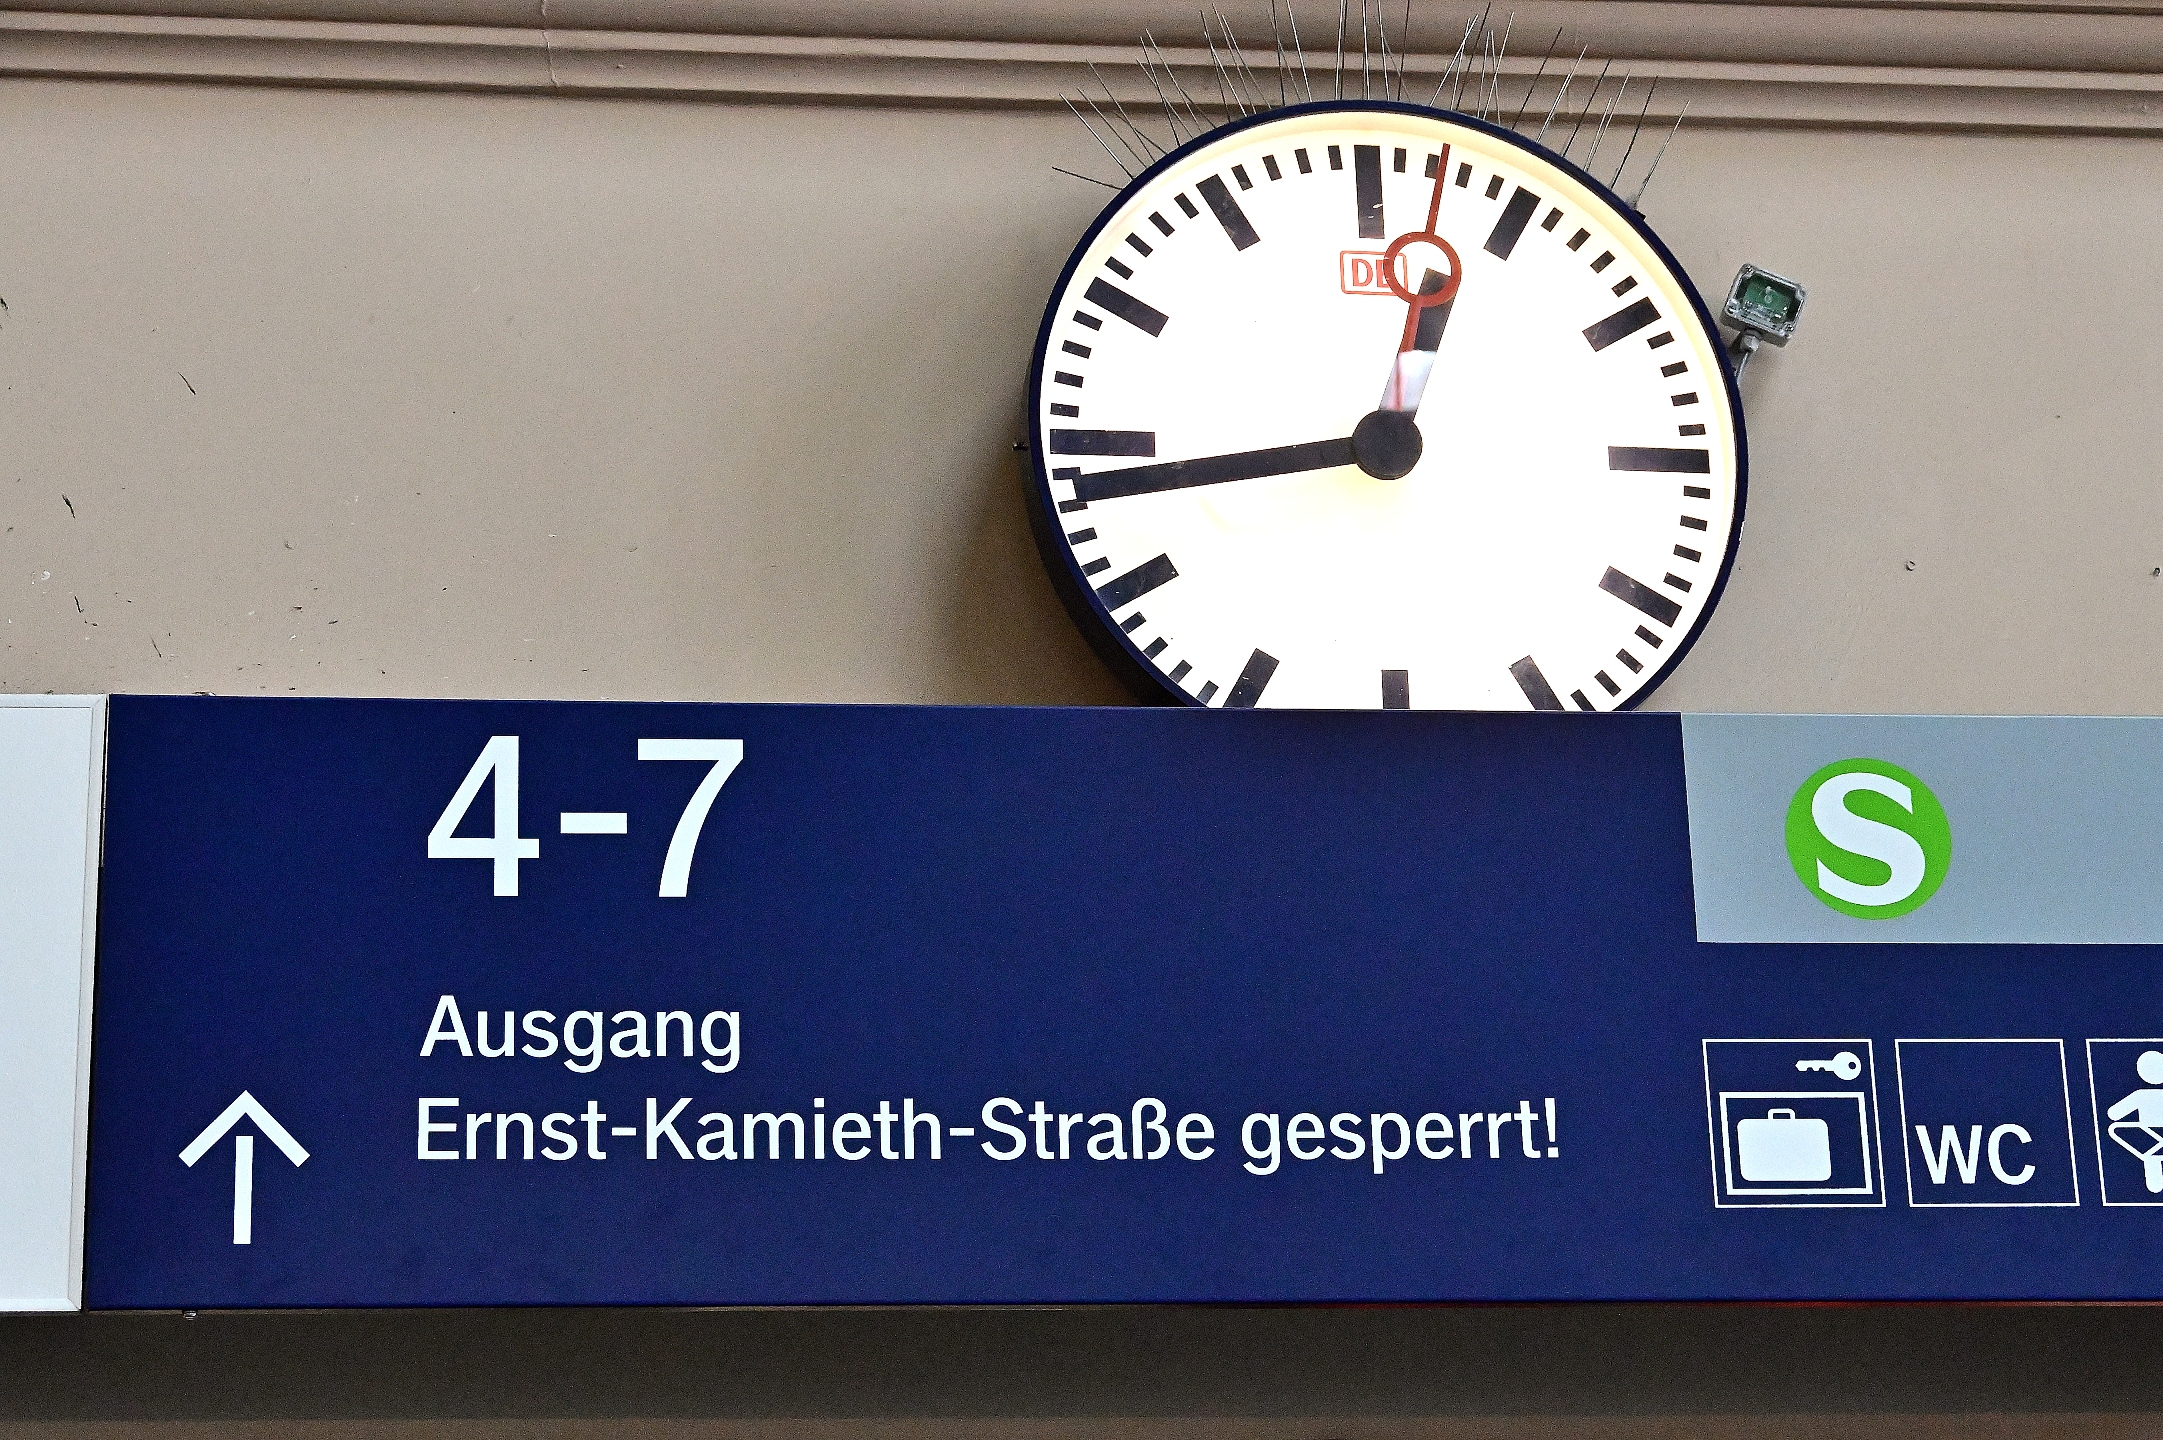 DB
4-7
S
Ausgang
Ernst-Kamieth-Straße gesperrt!
WC